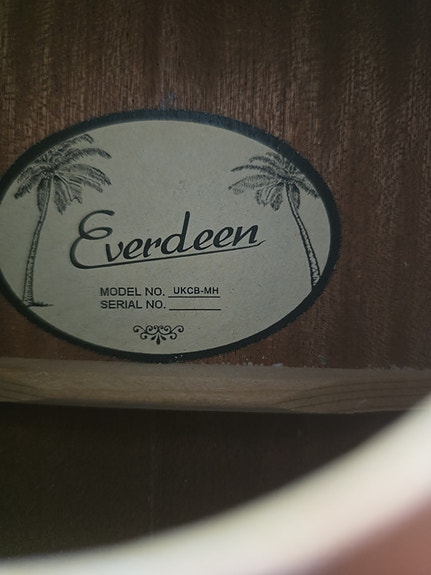 Everdeen
MODEL NO. UKCB-MH
SERIAL NO.